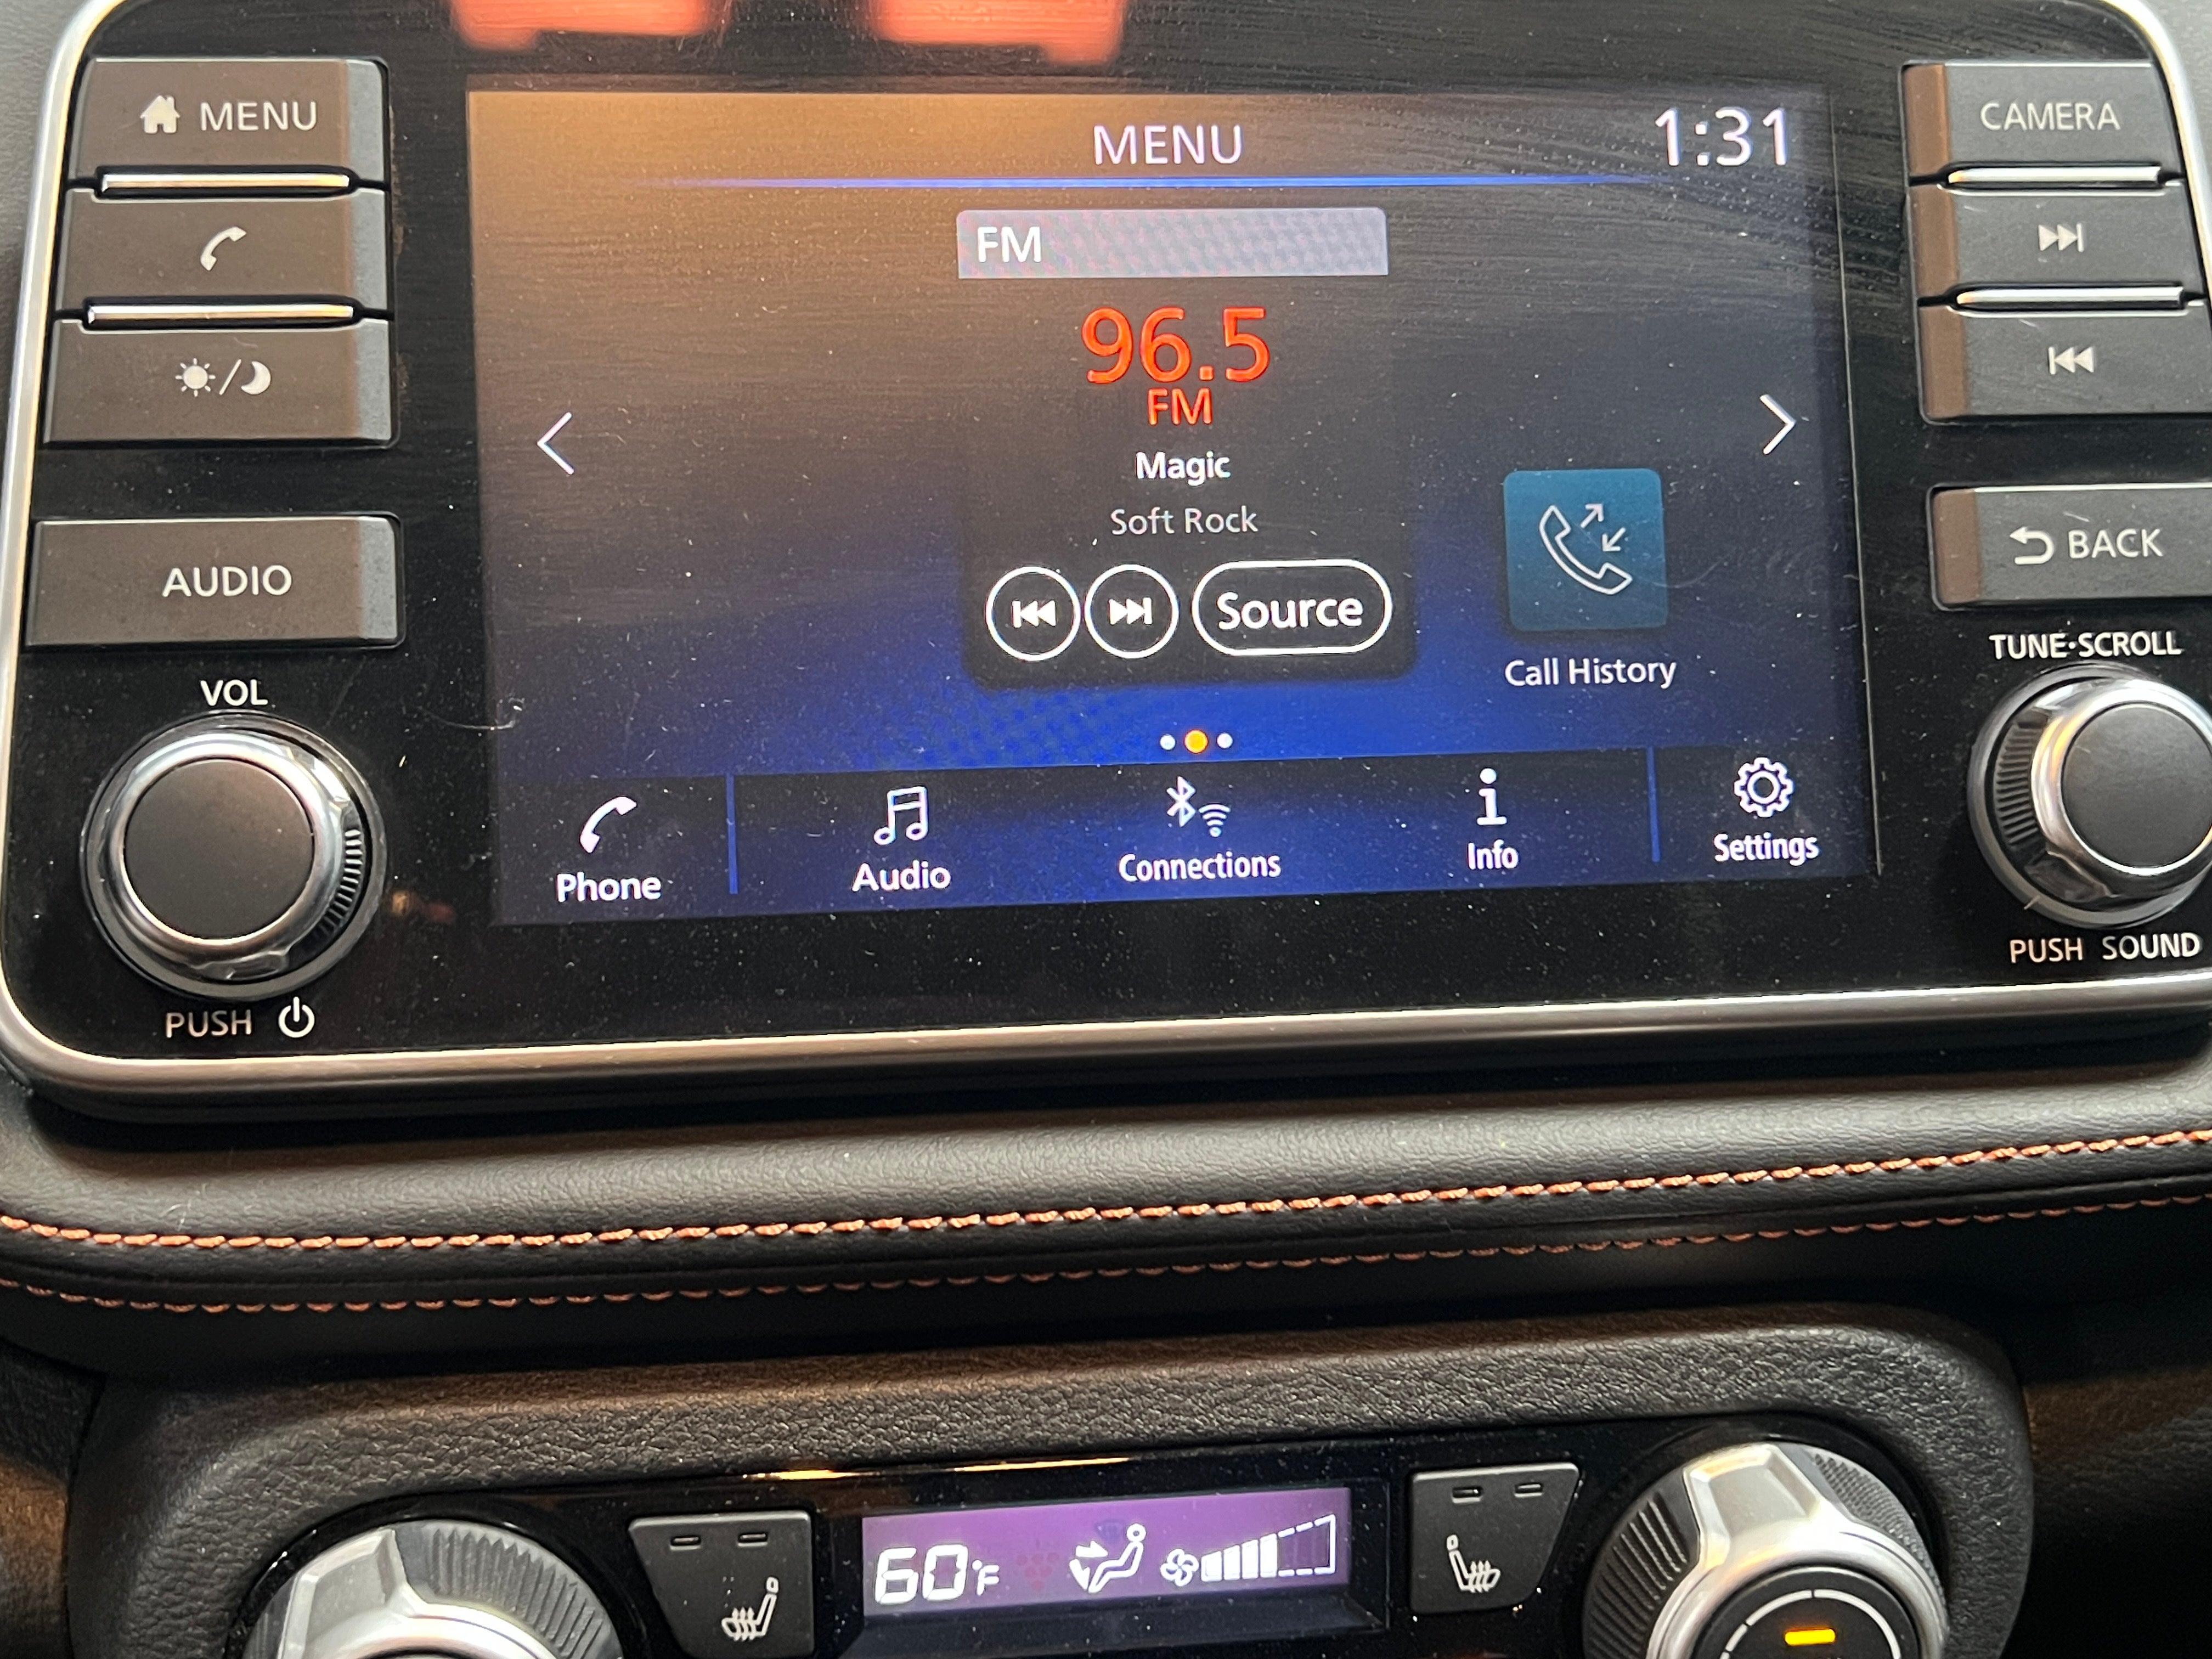 MENU
MENU
1:31
CAMERA
FM
96.5
FM
Magic
Soft Rock
Source
Call History
AUDIO
BACK
VOL
TUNE·SCROLL
Phone
Audio
Connections
Info
Settings
PUSH
PUSH SOUND
60°F